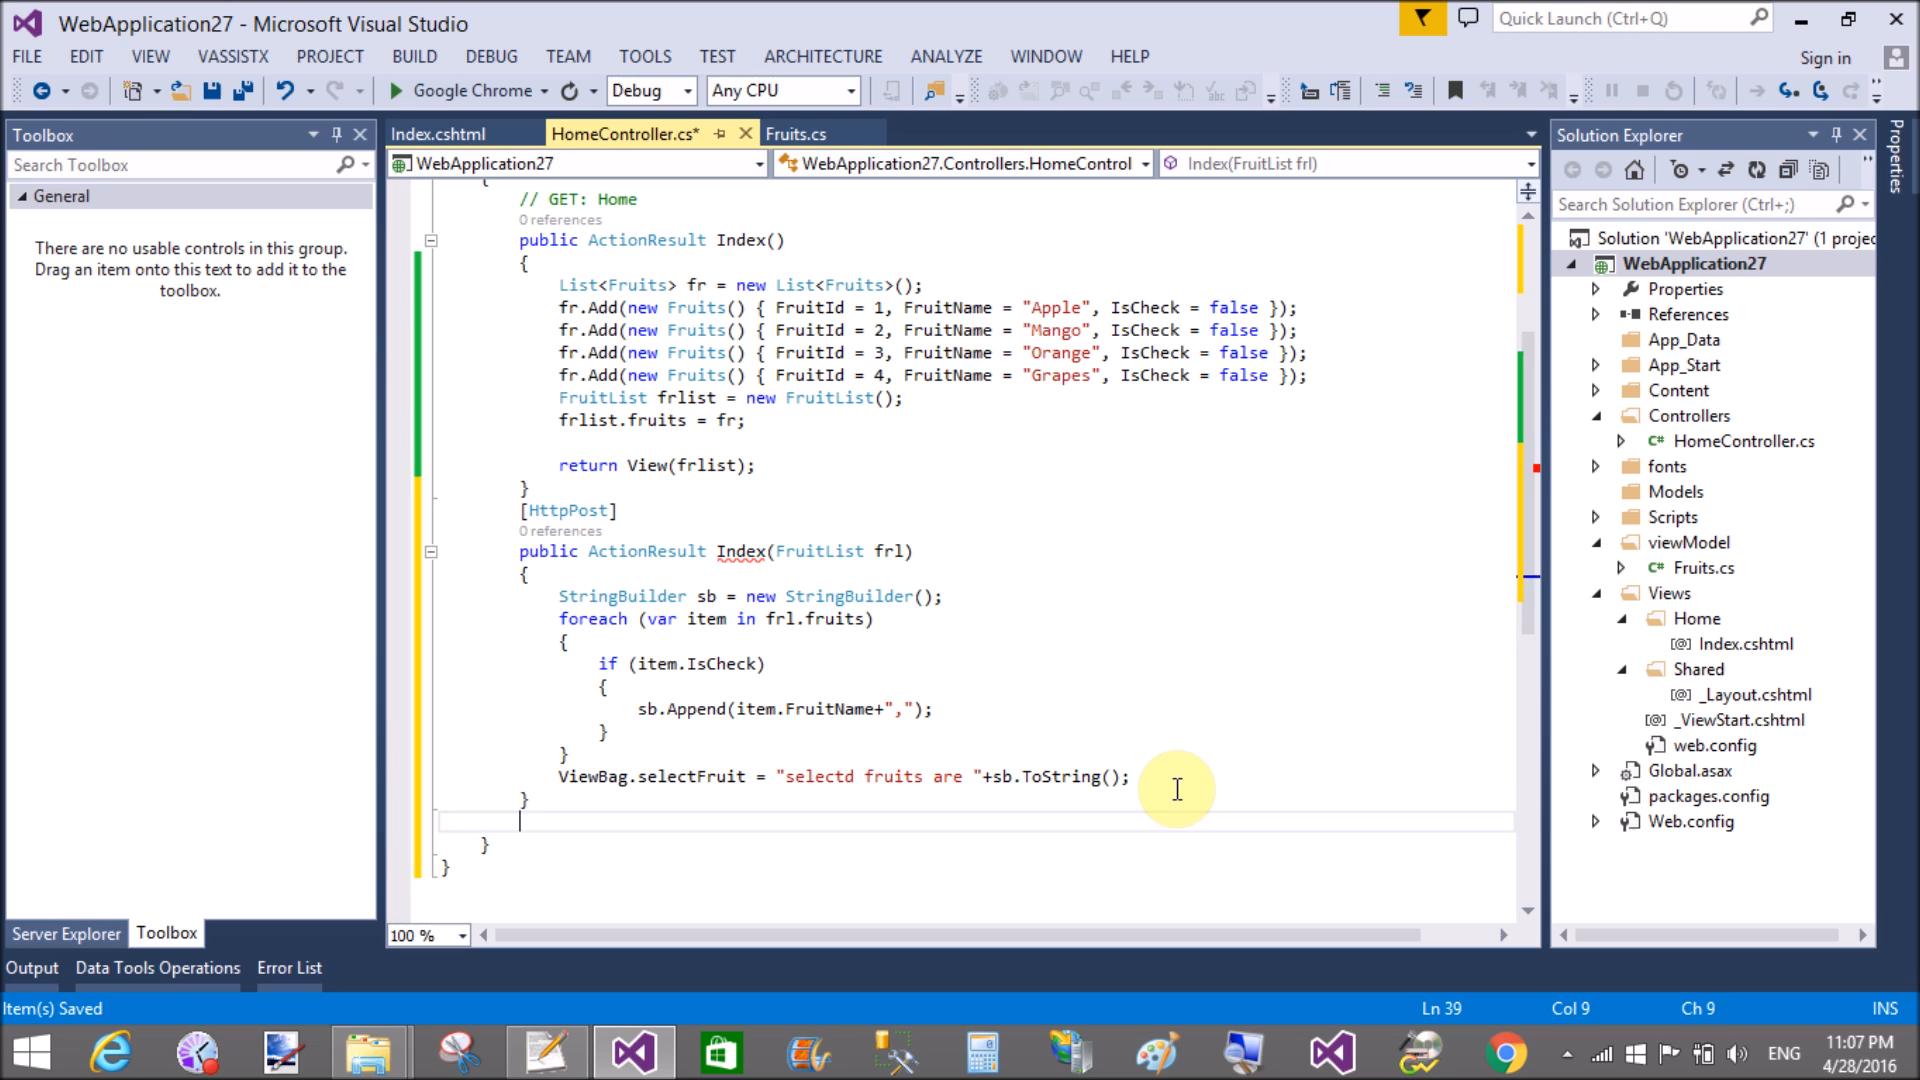 WebApplication27 - Microsoft Visual Studio
Quick Launch (Ctrl+Q)
FILE EDIT VIEW VASSISTX PROJECT BUILD DEBUG TEAM TOOLS TEST ARCHITECTURE ANALYZE WINDOW HELP
Sign in
Google Chrome Debug Any CPU
Toolbox
Search Toolbox
General
There are no usable controls in this group.
Drag an item onto this text to add it to the
toolbox.
Server Explorer Toolbox
Index.cshtml HomeController.cs* Fruits.cs
WebApplication27 WebApplication27.Controllers.HomeControl Index(FruitList frl)
{
// GET: Home
0 references
public ActionResult Index()
{
List<Fruits> fr = new List<Fruits>();
fr.Add(new Fruits() { FruitId = 1, FruitName = "Apple", IsCheck = false });
fr.Add(new Fruits() { FruitId = 2, FruitName = "Mango", IsCheck = false });
fr.Add(new Fruits() { FruitId = 3, FruitName = "Orange", IsCheck = false });
fr.Add(new Fruits() { FruitId = 4, FruitName = "Grapes", IsCheck = false });
FruitList frlist = new FruitList();
frlist.fruits = fr;
return View(frlist);
}
[HttpPost]
0 references
public ActionResult Index(FruitList frl)
{
StringBuilder sb = new StringBuilder();
foreach (var item in frl.fruits)
{
if (item.IsCheck)
{
sb.Append(item.FruitName+",");
}
}
ViewBag.selectFruit = "selectd fruits are "+sb.ToString();
}
}
}
100 %
Solution Explorer
Search Solution Explorer (Ctrl+;)
Solution 'WebApplication27' (1 projec
WebApplication27
Properties
References
App_Data
App_Start
Content
Controllers
C# HomeController.cs
fonts
Models
Scripts
viewModel
C# Fruits.cs
Views
Home
[@] Index.cshtml
Shared
[@] _Layout.cshtml
[@] _ViewStart.cshtml
web.config
Global.asax
packages.config
Web.config
Properties
Output Data Tools Operations Error List
Item(s) Saved Ln 39 Col 9 Ch 9 INS
ENG
11:07 PM
4/28/2016